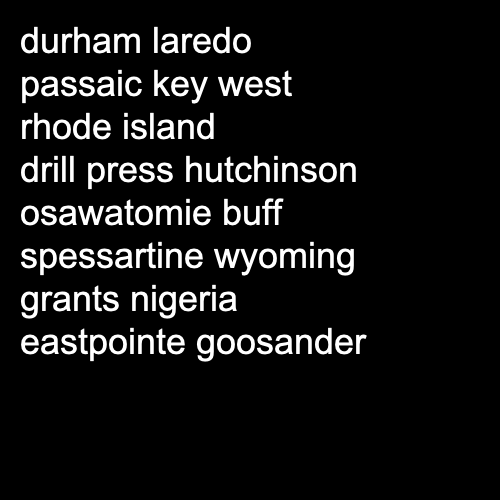 durham laredo
passaic key west
rhode island
drill press hutchinson
osawatomie buff
spessartine wyoming
grants nigeria
eastpointe goosander